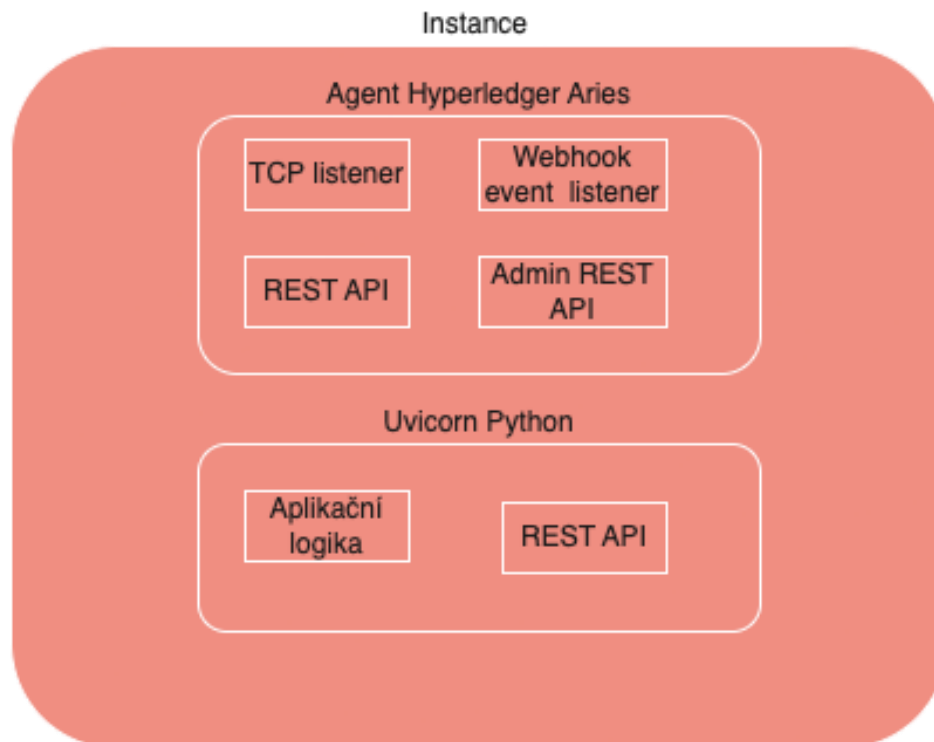 Instance
Agent Hyperledger Aries
TCP listener
Webhook
event listener
REST API
Admin REST
API
Uvicorn Python
Aplikační
logika
REST API